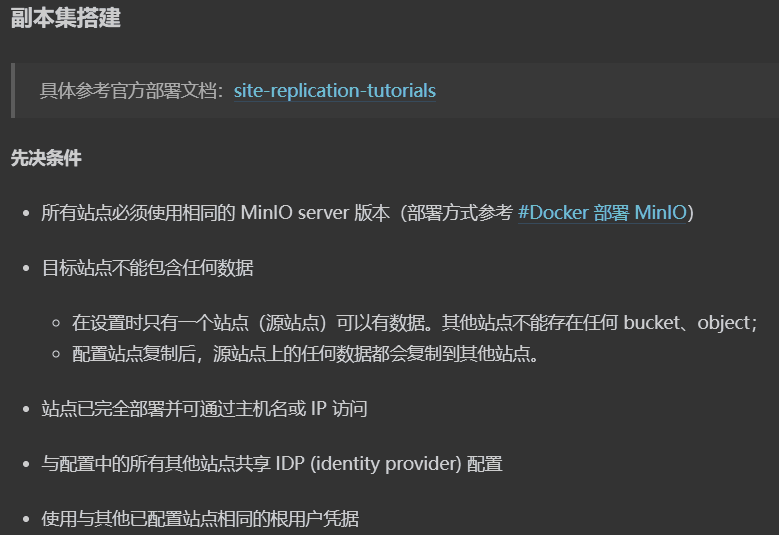 副本集搭建
具体参考官方部署文档：site-replication-tutorials
先决条件
所有站点必须使用相同的 MinIO server 版本（部署方式参考 #Docker 部署 MinIO）
目标站点不能包含任何数据
在设置时只有一个站点（源站点）可以有数据。其他站点不能存在任何 bucket、object；
配置站点复制后，源站点上的任何数据都会复制到其他站点。
站点已完全部署并可通过主机名或 IP 访问
与配置中的所有其他站点共享 IDP (identity provider) 配置
使用与其他已配置站点相同的根用户凭据